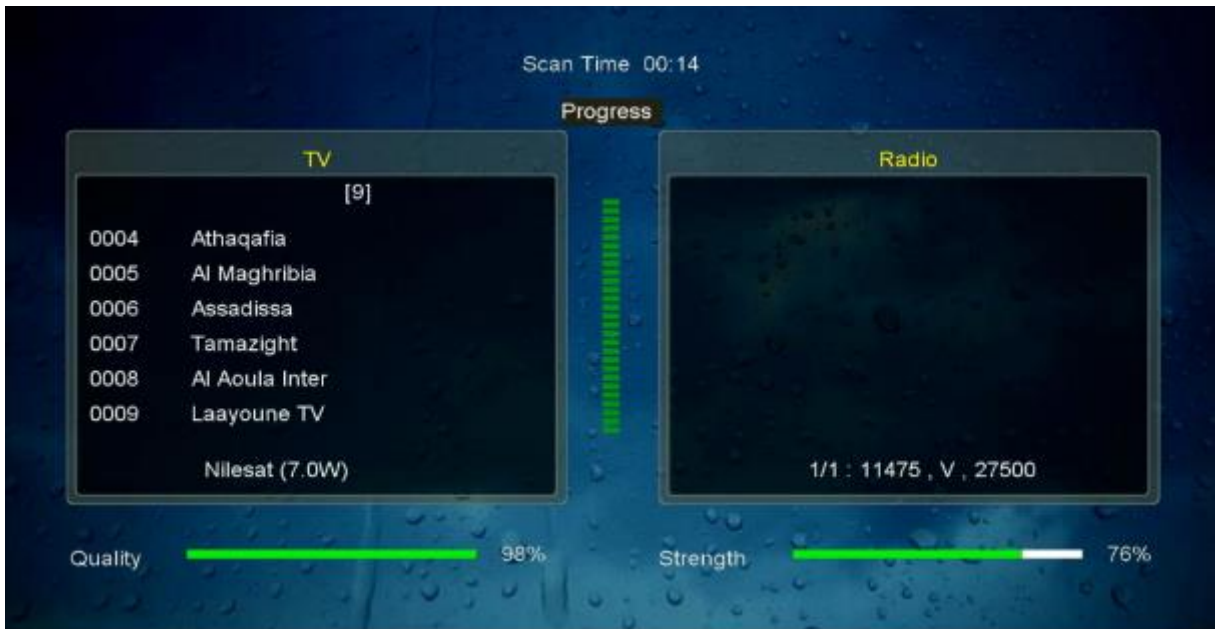 Scan Time 00:14
Progress
TV
[9]
0004 Athaqafia
0005 Al Maghribia
0006 Assadissa
0007 Tamazight
0008 Al Aoula Inter
0009 Laayoune TV
Nilesat (7.0W)
Radio
1/1 : 11475 , V , 27500
Quality 98%
Strength 76%